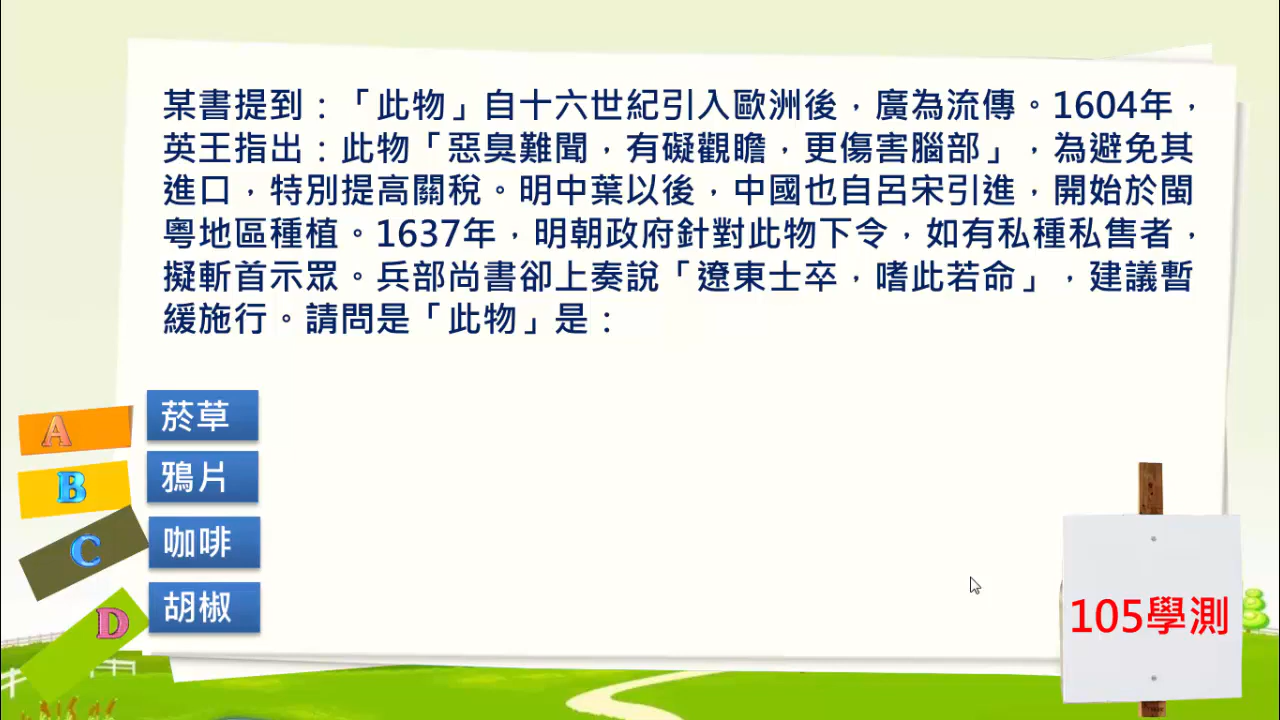 某書提到：「此物」自十六世紀引入歐洲後，廣為流傳。1604年，
英王指出：此物「惡臭難聞，有礙觀瞻，更傷害腦部」，為避免其
進口，特別提高關稅。明中葉以後，中國也自呂宋引進，開始於閩
粵地區種植。1637年，明朝政府針對此物下令，如有私種私售者，
擬斬首示眾。兵部尚書卻上奏說「遼東士卒，嗜此若命」，建議暫
緩施行。請問是「此物」是：
A 菸草
B 鴉片
C 咖啡
D 胡椒
105學測